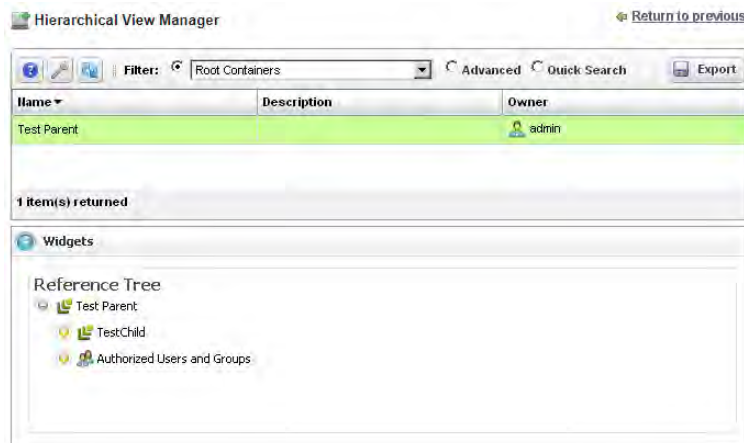 Hierarchical View Manager
Return to previous
Filter: Root Containers Advanced Quick Search Export
Name Description Owner
Test Parent admin
1 item(s) returned
Widgets
Reference Tree
Test Parent
TestChild
Authorized Users and Groups